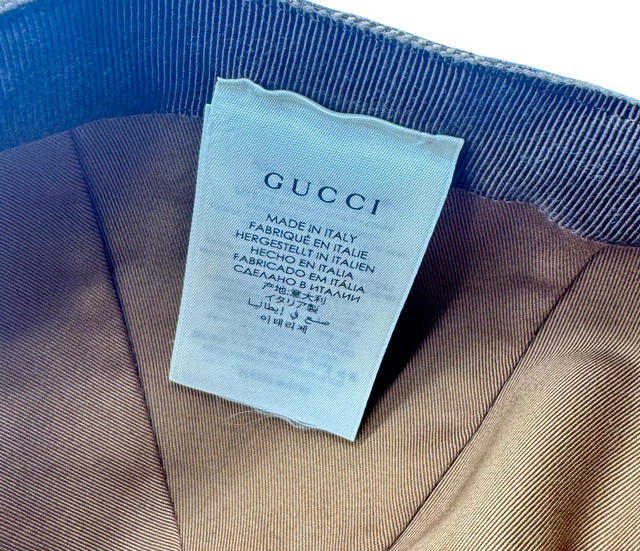 GUCCI
MADE IN ITALY
FABRIQUÉ EN ITALIE
HERGESTELLT IN ITALIEN
HECHO EN ITALIA
FABRICADO EM ITÁLIA
СДЕЛАНО В ИТАЛИИ
产地:意大利
イタリア製
صنع في إيطاليا
이태리제